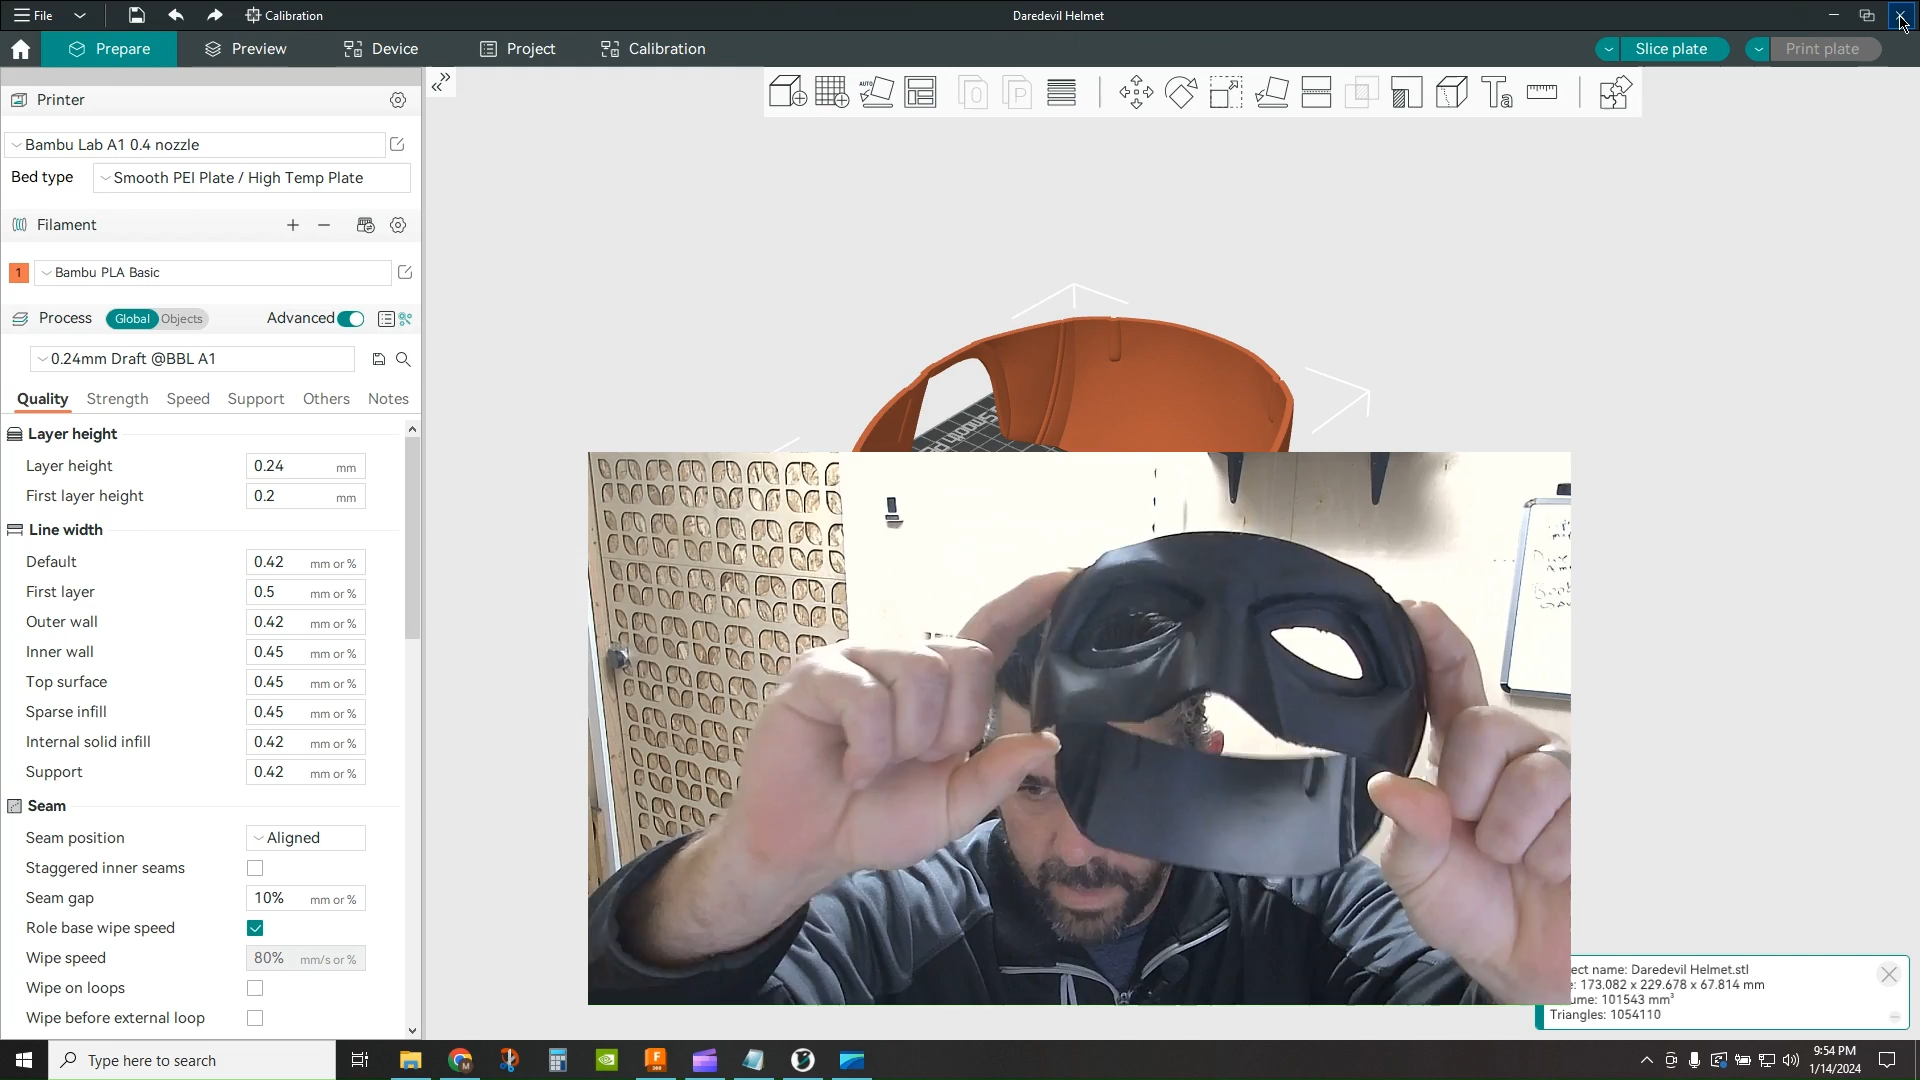 File
Calibration
Daredevil Helmet
Prepare
Preview
Device
Project
Calibration
Slice plate
Print plate
Printer
Bambu Lab A1 0.4 nozzle
Bed type
Smooth PEI Plate / High Temp Plate
Filament
1
Bambu PLA Basic
Process
Global
Objects
Advanced
0.24mm Draft @BBL A1
Quality
Strength
Speed
Support
Others
Notes
Layer height
Layer height 0.24 mm
First layer height 0.2 mm
Line width
Default 0.42 mm or %
First layer 0.5 mm or %
Outer wall 0.42 mm or %
Inner wall 0.45 mm or %
Top surface 0.45 mm or %
Sparse infill 0.45 mm or %
Internal solid infill 0.42 mm or %
Support 0.42 mm or %
Seam
Seam position Aligned
Staggered inner seams
Seam gap 10% mm or %
Role base wipe speed
Wipe speed 80% mm/s or %
Wipe on loops
Wipe before external loop
AUTO
0
P
Smooth
ect name: Daredevil Helmet.stl
: 173.082 x 229.678 x 67.814 mm
ume: 101543 mm³
Triangles: 1054110
Type here to search
9:54 PM
1/14/2024